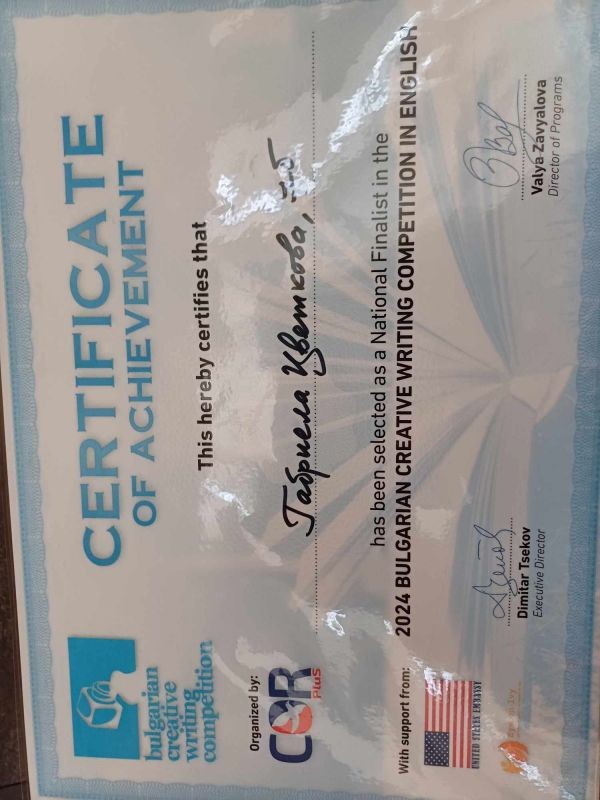 bulgarian
creative
writing
competition
CERTIFICATE
OF ACHIEVEMENT
This hereby certifies that
Габриела Цветкова,
has been selected as a National Finalist in the
2024 BULGARIAN CREATIVE WRITING COMPETITION IN ENGLISH
Organized by:
COR
Plus
With support from:
UNITED STATES EMBASSY
Dimitar Tsekov
Executive Director
Valya Zavyalova
Director of Programs